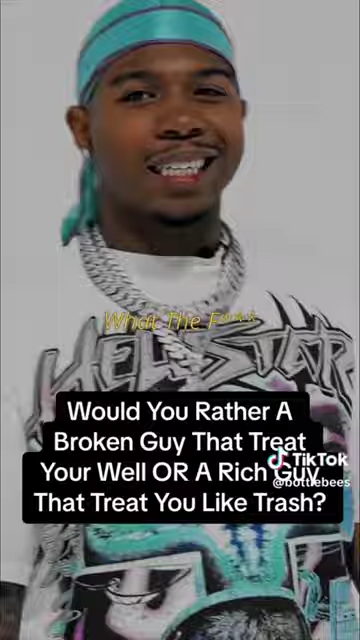 What The F***
HELLSTAR
Would You Rather A
Broken Guy That Treat
Your Well OR A Rich Guy
That Treat You Like Trash?
TikTok
@bottlebees